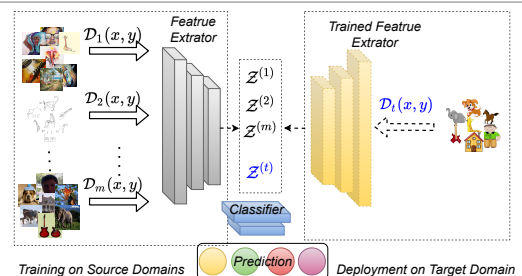 Featrue
Extrator
Trained Featrue
Extrator
𝒟₁(x, y)
𝒟₂(x, y)
𝒟ₘ(x, y)
𝒵⁽¹⁾
𝒵⁽²⁾
𝒵⁽ᵐ⁾
𝒵⁽ᵗ⁾
𝒟ₜ(x, y)
Classifier
Prediction
Training on Source Domains
Deployment on Target Domain